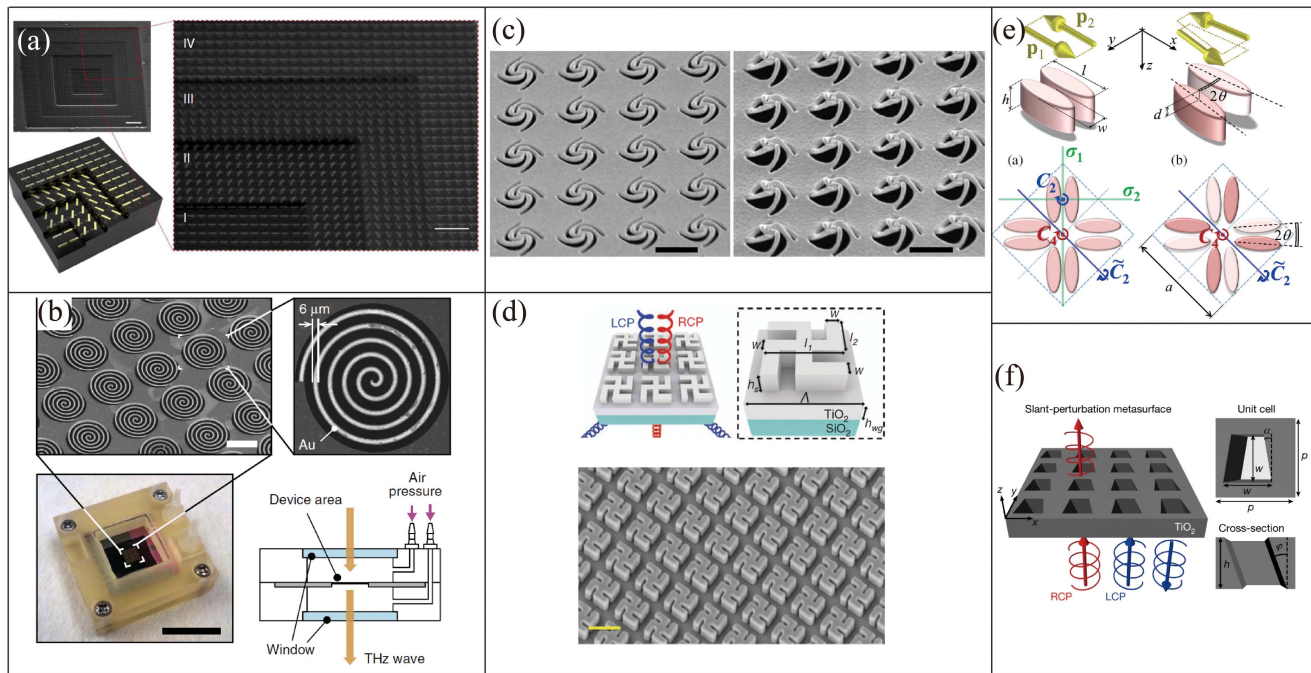 (a)
IV
III
II
I
(b)
6 μm
Au
Device area
Air
pressure
Window
THz wave
(c)
(d)
LCP
RCP
w
w
l1
l2
w
hs
Λ
TiO2
SiO2
hwg
(e)
p2
p1
y
x
z
l
h
w
d
2θ
(a)
σ1
C2
σ2
C4
C̃2
(b)
C4
2θ
C̃2
a
(f)
Slant-perturbation metasurface
Unit cell
α
w
w
p
p
z
y
x
TiO2
Cross-section
h
φ
RCP
LCP